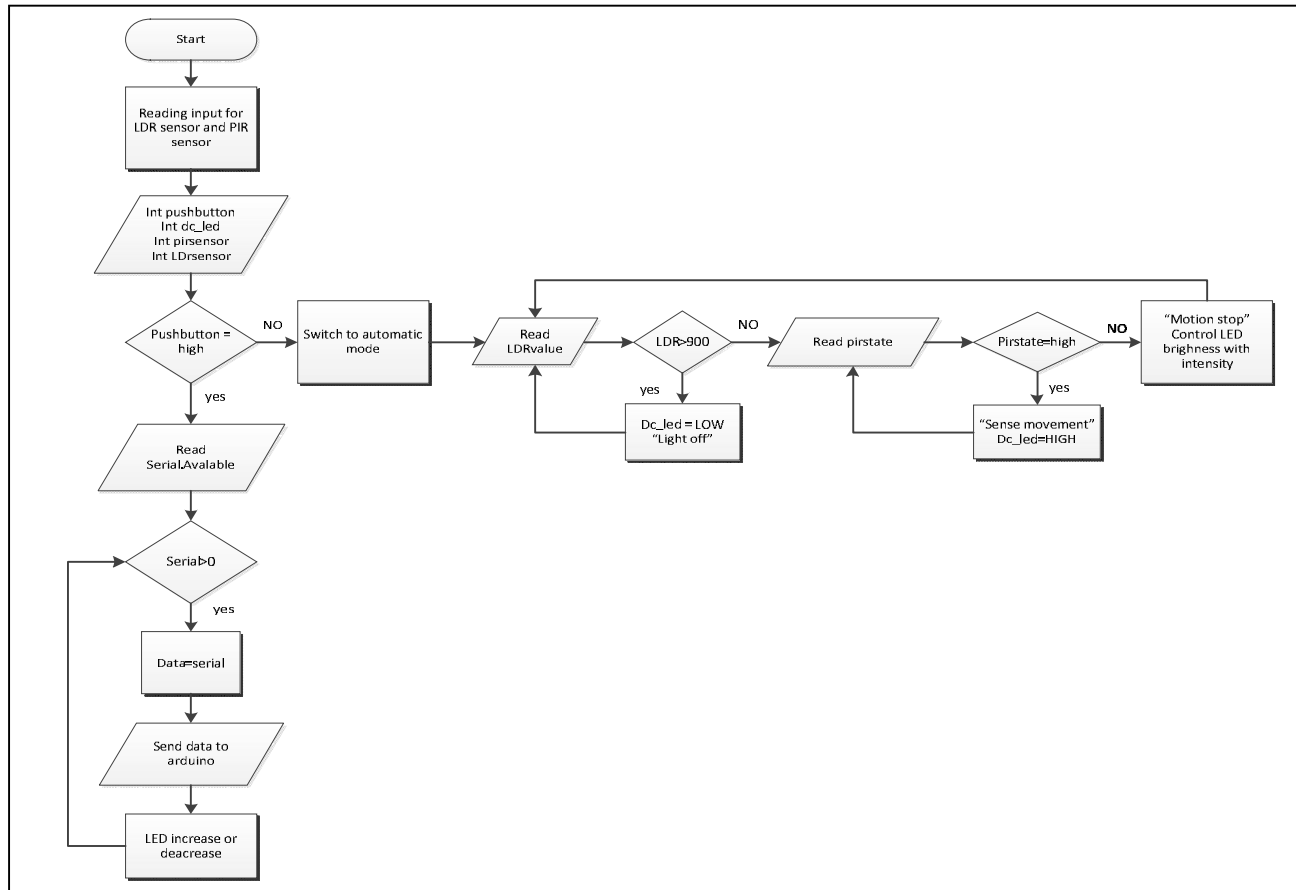 Start
Reading input for
LDR sensor and PIR
sensor
Int pushbutton
Int dc_led
Int pirsensor
Int LDrsensor
Pushbutton =
high
NO
Switch to automatic
mode
Read
LDRvalue
LDR>900
NO
yes
Dc_led = LOW
“Light off”
Read pirstate
Pirstate=high
NO
yes
“Sense movement”
Dc_led=HIGH
“Motion stop”
Control LED
brighness with
intensity
yes
Read
Serial.Avalable
Serial>0
yes
Data=serial
Send data to
arduino
LED increase or
deacrease